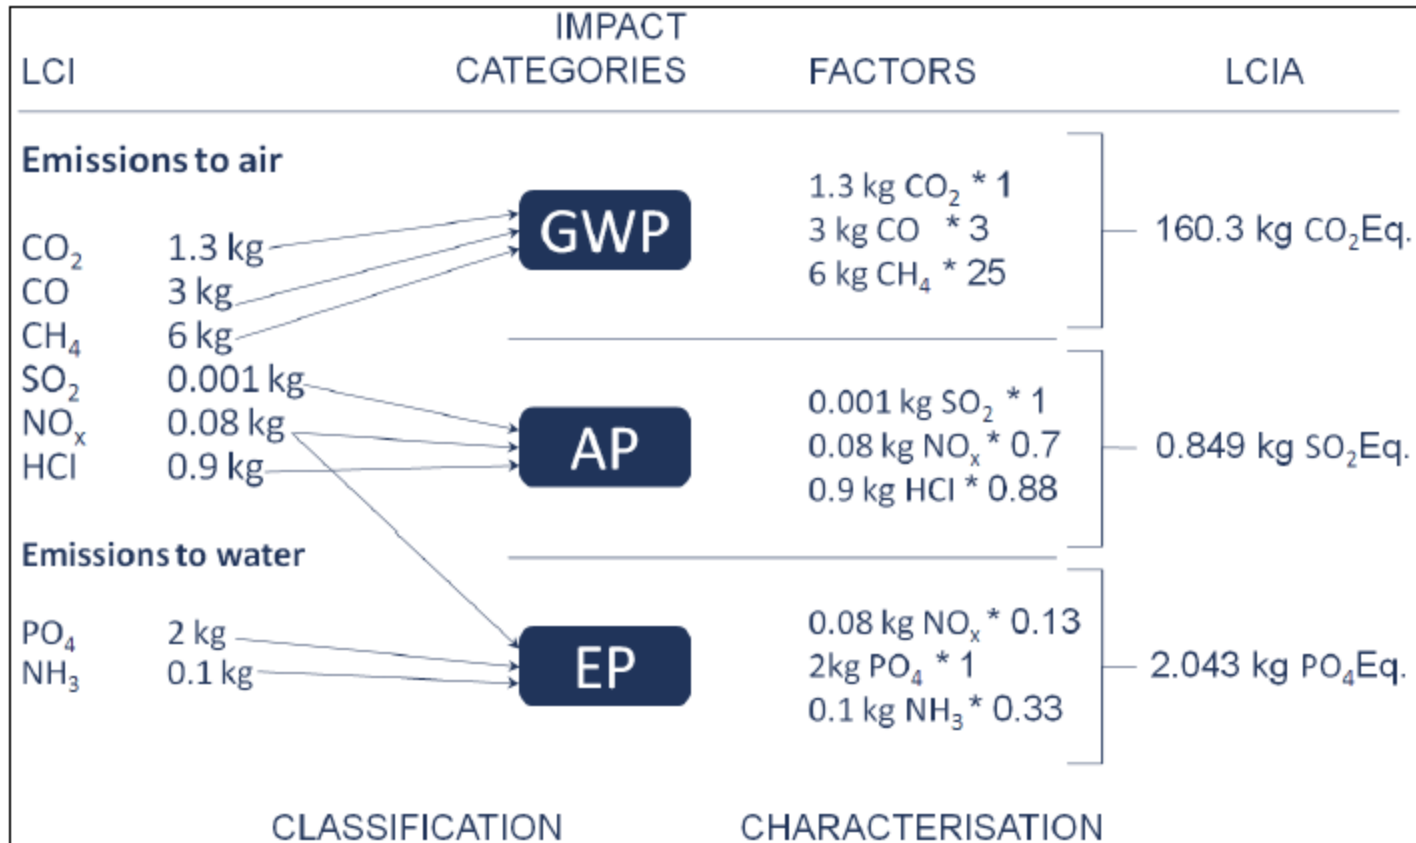 LCI IMPACT CATEGORIES FACTORS LCIA
Emissions to air
CO₂ 1.3 kg
CO 3 kg
CH₄ 6 kg
SO₂ 0.001 kg
NOₓ 0.08 kg
HCl 0.9 kg
Emissions to water
PO₄ 2 kg
NH₃ 0.1 kg
GWP
1.3 kg CO₂ * 1
3 kg CO * 3
6 kg CH₄ * 25
160.3 kg CO₂Eq.
AP
0.001 kg SO₂ * 1
0.08 kg NOₓ * 0.7
0.9 kg HCl * 0.88
0.849 kg SO₂Eq.
EP
0.08 kg NOₓ * 0.13
2kg PO₄ * 1
0.1 kg NH₃ * 0.33
2.043 kg PO₄Eq.
CLASSIFICATION CHARACTERISATION